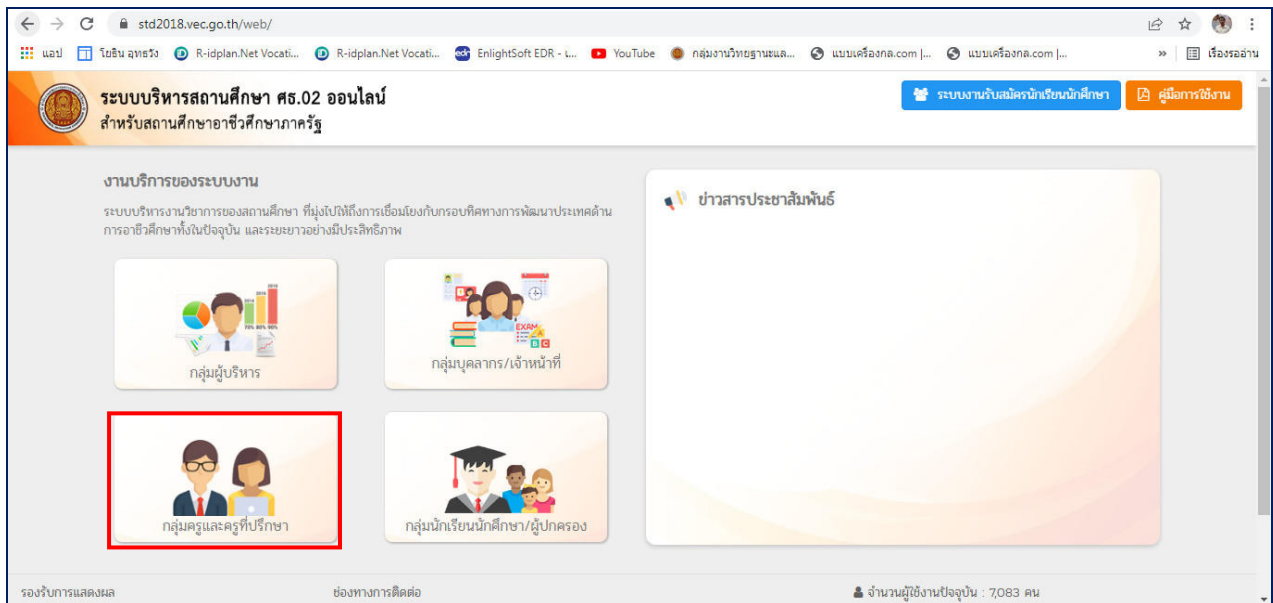 std2018.vec.go.th/web/
แอป โยธิน อุทธวัง R-idplan.Net Vocati... R-idplan.Net Vocati... EnlightSoft EDR - เ... YouTube กลุ่มงานวิทยฐานะแล... แบบเครื่องกล.com |... แบบเครื่องกล.com |... » เรื่องรออ่าน
ระบบบริหารสถานศึกษา ศธ.02 ออนไลน์
สำหรับสถานศึกษาอาชีวศึกษาภาครัฐ
ระบบงานรับสมัครนักเรียนนักศึกษา
คู่มือการใช้งาน
งานบริการของระบบงาน
ระบบบริหารงานวิชาการของสถานศึกษา ที่มุ่งไปให้ถึงการเชื่อมโยงกับกรอบทิศทางการพัฒนาประเทศด้าน
การอาชีวศึกษาทั้งในปัจจุบัน และระยะยาวอย่างมีประสิทธิภาพ
ข่าวสารประชาสัมพันธ์
กลุ่มผู้บริหาร
EXAM
กลุ่มบุคลากร/เจ้าหน้าที่
กลุ่มครูและครูที่ปรึกษา
กลุ่มนักเรียนนักศึกษา/ผู้ปกครอง
รองรับการแสดงผล
ช่องทางการติดต่อ
จำนวนผู้ใช้งานปัจจุบัน : 7,083 คน